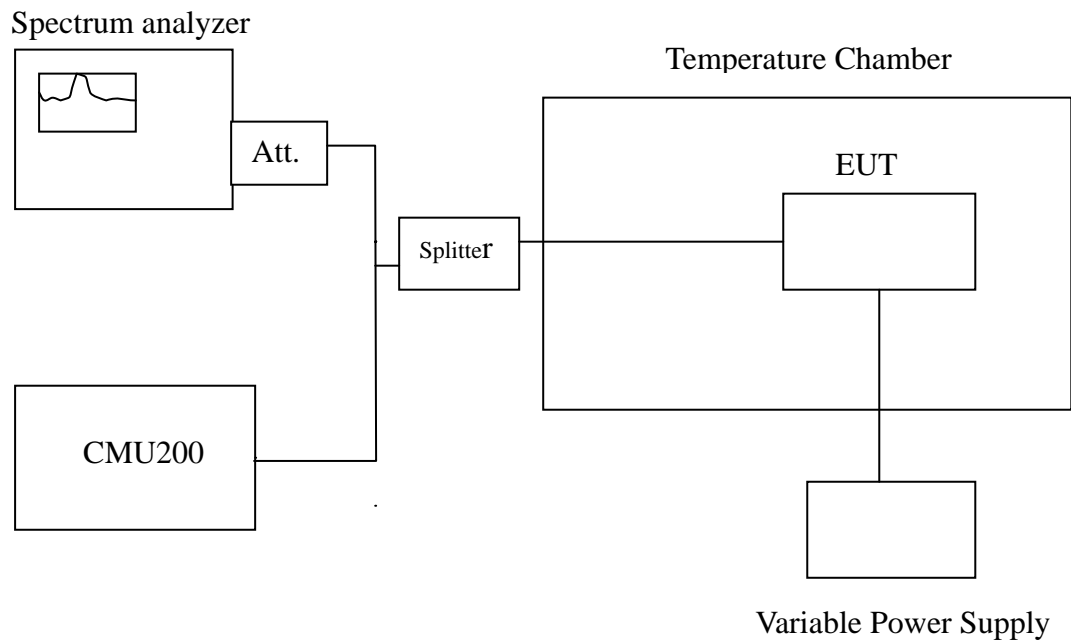 Spectrum analyzer
Temperature Chamber
Att.
EUT
Splitter
CMU200
Variable Power Supply